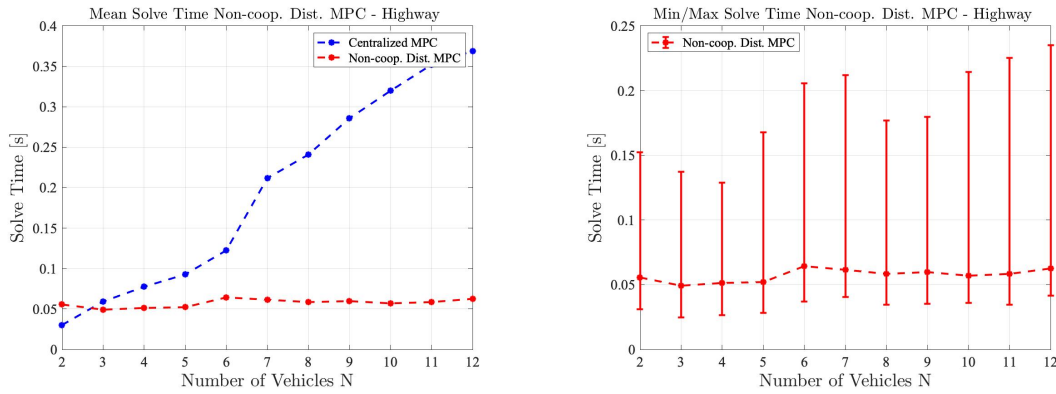 Mean Solve Time Non-coop. Dist. MPC - Highway
0.4
0.35
0.3
0.25
0.2
0.15
0.1
0.05
0
Solve Time [s]
Centralized MPC
Non-coop. Dist. MPC
2 3 4 5 6 7 8 9 10 11 12
Number of Vehicles N
Min/Max Solve Time Non-coop. Dist. MPC - Highway
0.25
0.2
0.15
0.1
0.05
0
Solve Time [s]
Non-coop. Dist. MPC
2 3 4 5 6 7 8 9 10 11 12
Number of Vehicles N